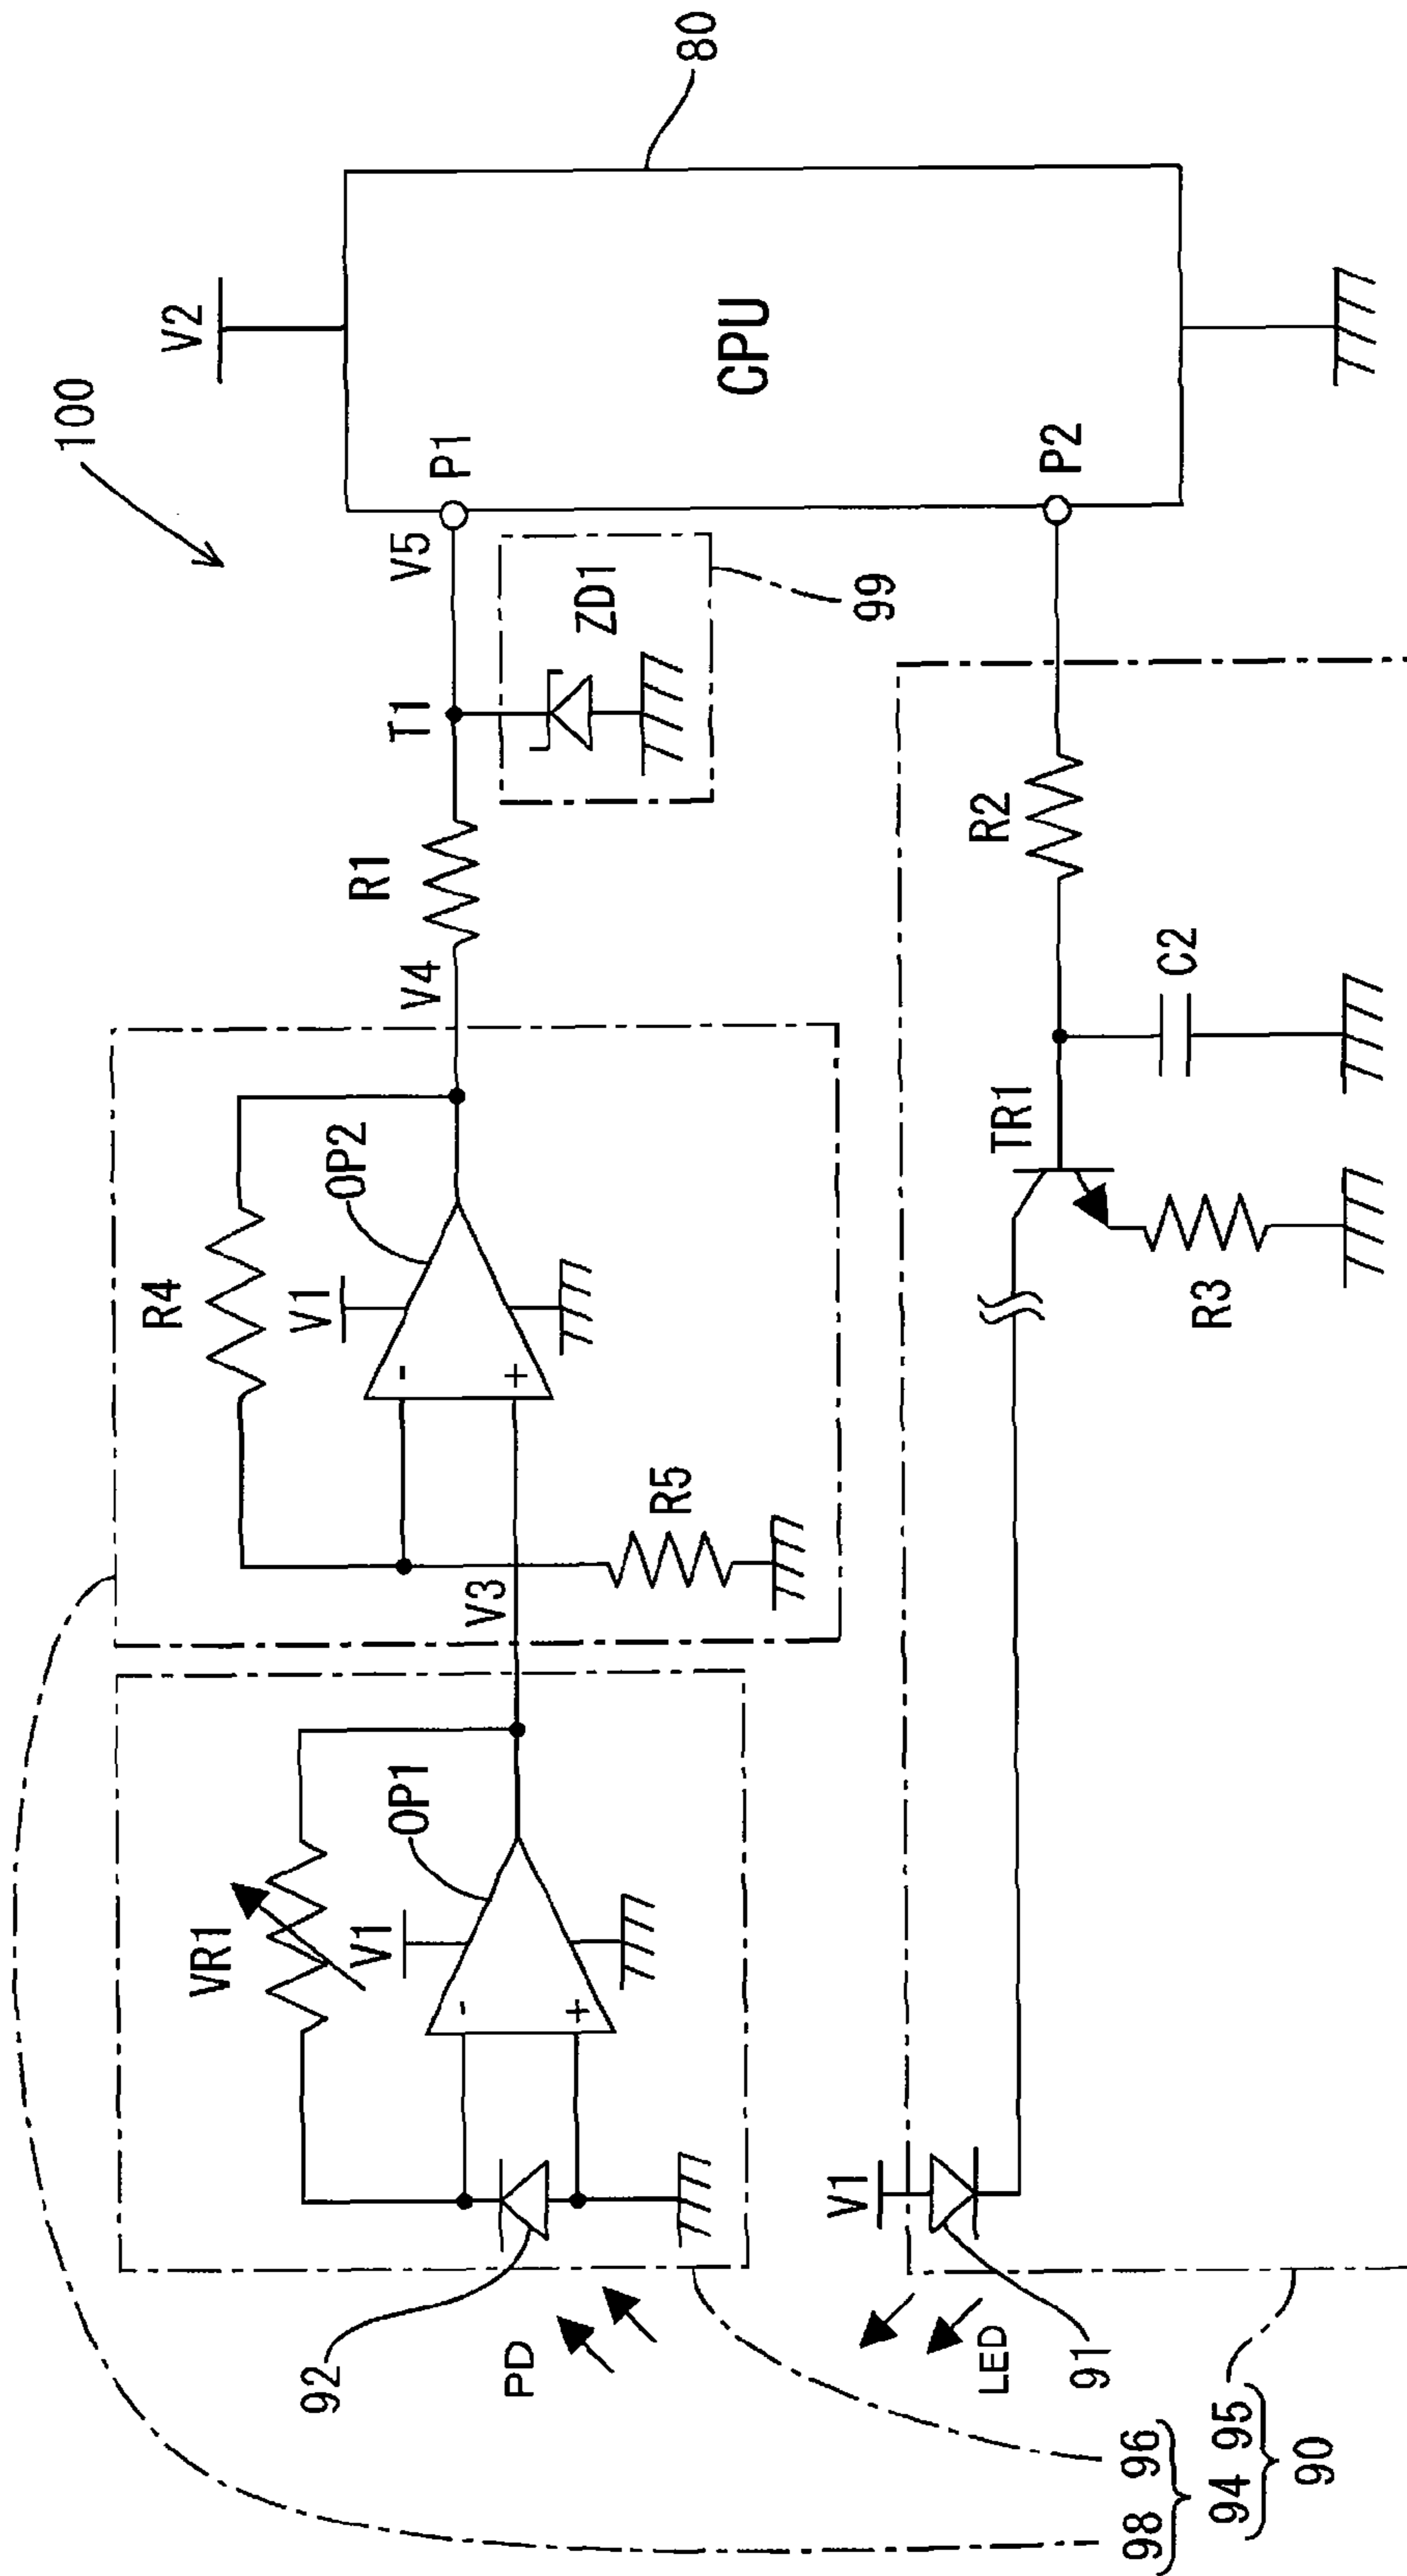 100
V2
80
CPU
P1
P2
V5
T1
ZD1
99
R1
V4
R4
V1
OP2
-
+
R5
V3
VR1
V1
OP1
-
+
92
PD
R2
C2
TR1
R3
V1
LED
91
98 96
94 95
90